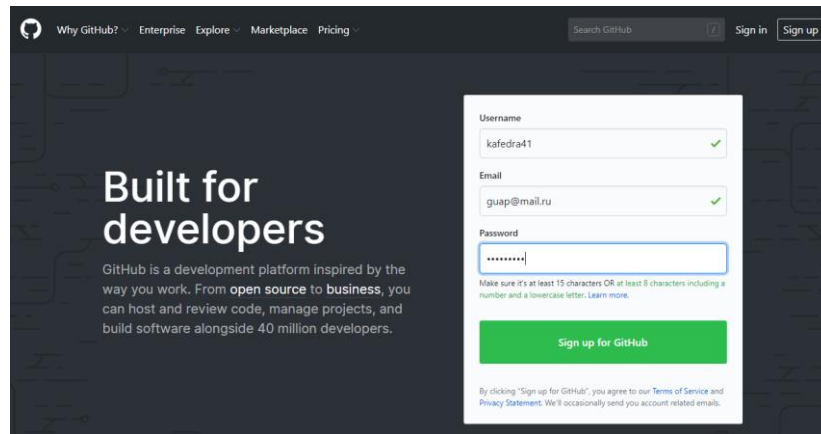 Why GitHub? Enterprise Explore Marketplace Pricing Search GitHub / Sign in Sign up
Built for
developers
GitHub is a development platform inspired by the
way you work. From open source to business, you
can host and review code, manage projects, and
build software alongside 40 million developers.
Username
kafedra41
Email
guap@mail.ru
Password
•••••••••
Make sure it's at least 15 characters OR at least 8 characters including a
number and a lowercase letter. Learn more.
Sign up for GitHub
By clicking "Sign up for GitHub", you agree to our Terms of Service and
Privacy Statement. We'll occasionally send you account related emails.